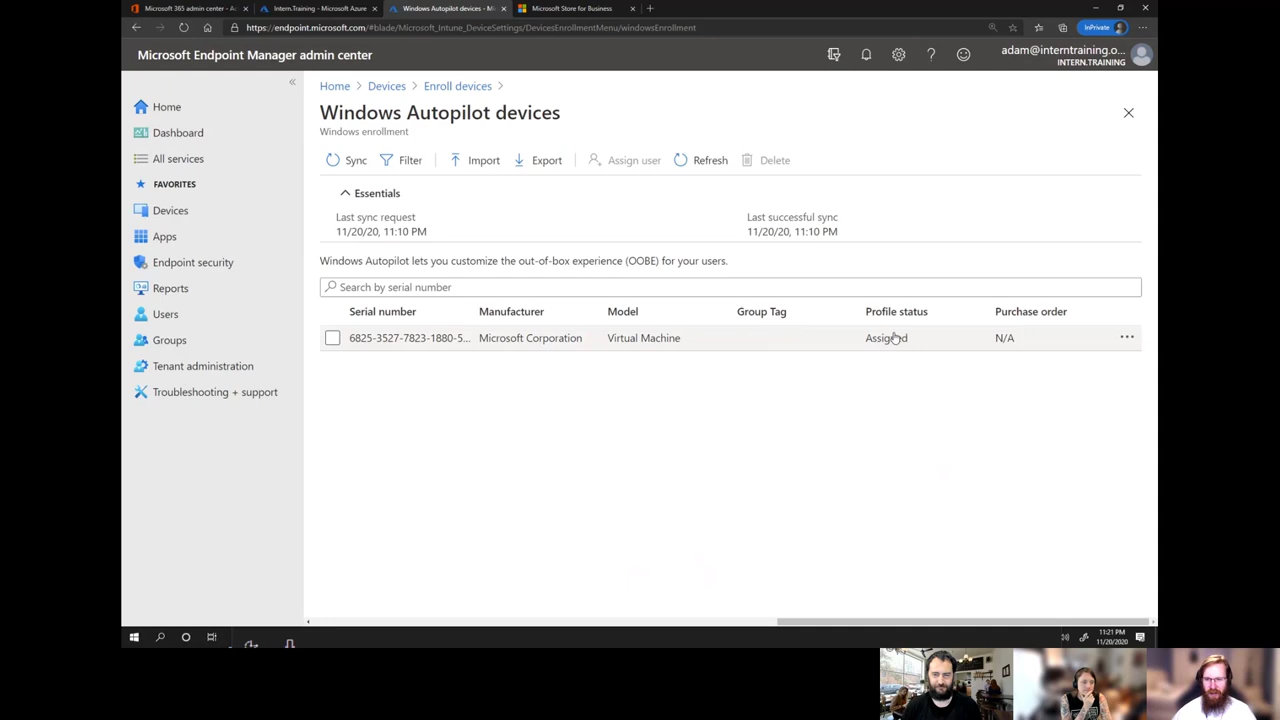 Microsoft 365 admin center - Ac
Intern.Training - Microsoft Azure
Windows Autopilot devices - Mi
Microsoft Store for Business
https://endpoint.microsoft.com/#blade/Microsoft_Intune_DeviceSettings/DevicesEnrollmentMenu/windowsEnrollment
InPrivate
Microsoft Endpoint Manager admin center
adam@interntraining.o...
INTERN.TRAINING
Home
Dashboard
All services
FAVORITES
Devices
Apps
Endpoint security
Reports
Users
Groups
Tenant administration
Troubleshooting + support
Home > Devices > Enroll devices >
Windows Autopilot devices
Windows enrollment
Sync Filter Import Export Assign user Refresh Delete
Essentials
Last sync request Last successful sync
11/20/20, 11:10 PM 11/20/20, 11:10 PM
Windows Autopilot lets you customize the out-of-box experience (OOBE) for your users.
Search by serial number
Serial number Manufacturer Model Group Tag Profile status Purchase order
6825-3527-7823-1880-5... Microsoft Corporation Virtual Machine Assigned N/A
11:21 PM
11/20/2020